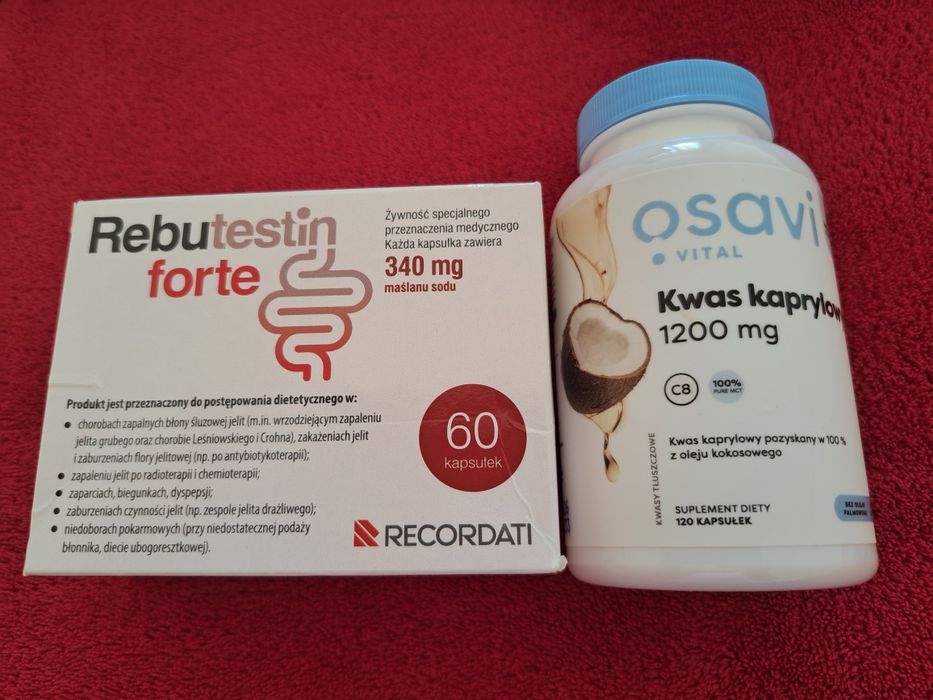 Rebutestin
forte
Żywność specjalnego
przeznaczenia medycznego
Każda kapsułka zawiera
340 mg
maślanu sodu
Produkt jest przeznaczony do postępowania dietetycznego w:
• chorobach zapalnych błony śluzowej jelit (m.in. wrzodziejącym zapaleniu
jelita grubego oraz chorobie Leśniowskiego i Crohna), zakażeniach jelit
i zaburzeniach flory jelitowej (np. po antybiotykoterapii);
• zapaleniu jelit po radioterapii i chemioterapii;
• zaparciach, biegunkach, dyspepsji;
• zaburzeniach czynności jelit (np. zespole jelita drażliwego);
• niedoborach pokarmowych (przy niedostatecznej podaży
błonnika, diecie ubogoresztkowej).
60
kapsułek
RECORDATI
osavi
VITAL
Kwas kaprylow
1200 mg
C8
100%
PURE MCT
KWASY TŁUSZCZOWE
Kwas kaprylowy pozyskany w 100 %
z oleju kokosowego
SUPLEMENT DIETY
120 KAPSUŁEK
BEZ OLEJU
PALMOWEGO